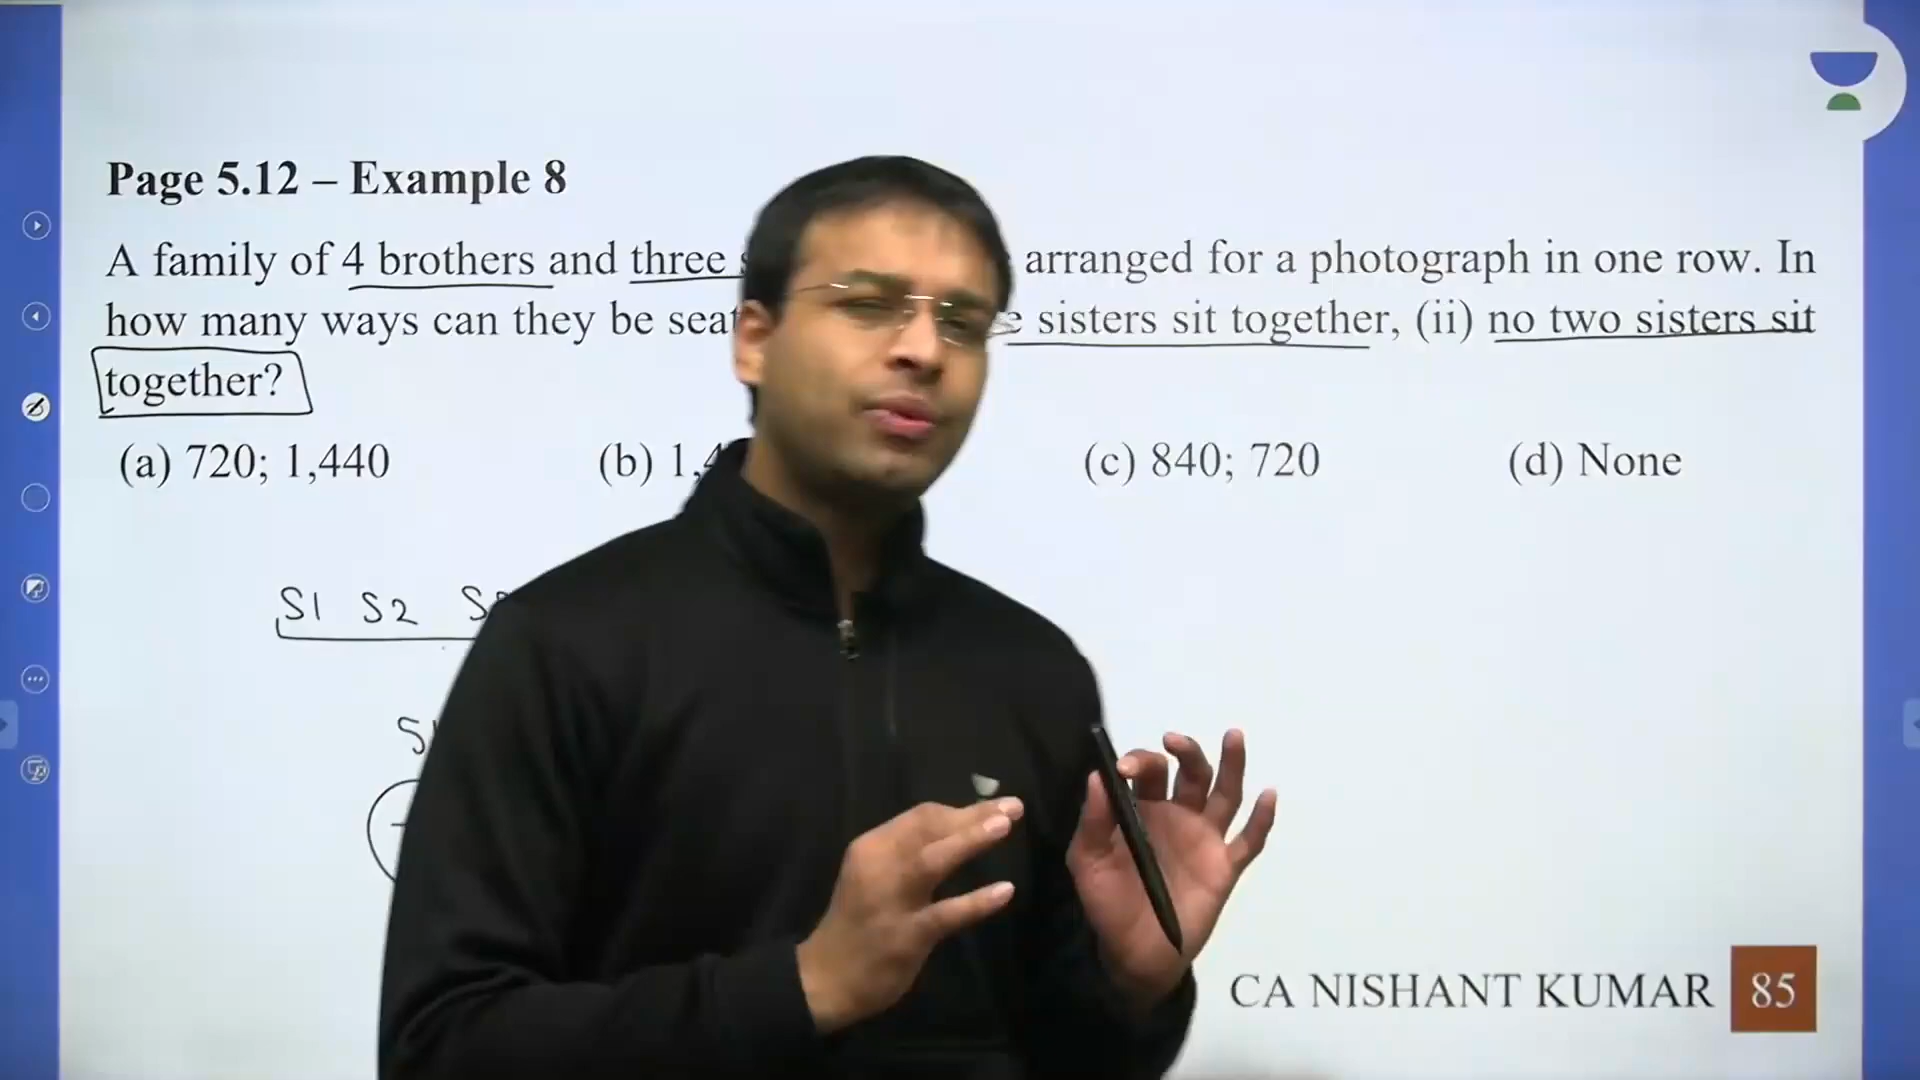 Page 5.12 – Example 8
A family of 4 brothers and three arranged for a photograph in one row. In
how many ways can they be sisters sit together, (ii) no two sisters sit
together?
(a) 720; 1,440 (b) (c) 840; 720 (d) None
S1 S2
CA NISHANT KUMAR 85